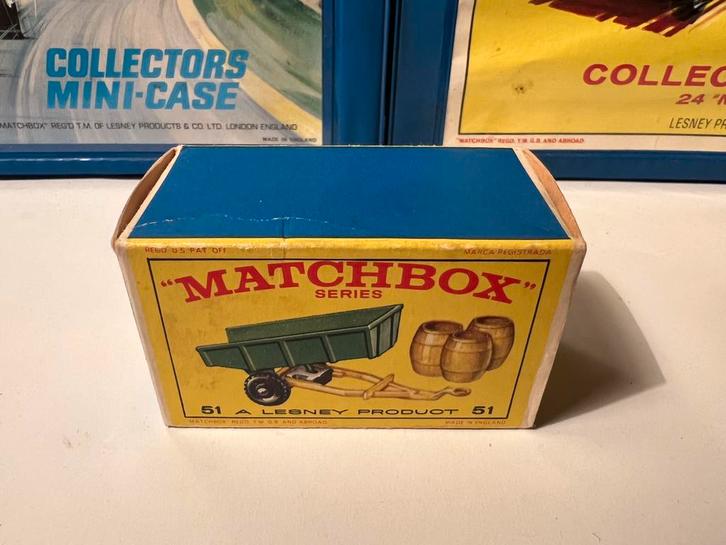 COLLECTORS
MINI-CASE
MATCHBOX" REG'D T.M. OF LESNEY PRODUCTS & CO. LTD. LONDON ENGLAND
MADE IN ENGLAND
COLLEC
24 "M
LESNEY PR
"MATCHBOX" REGD. T.M. G.B. AND ABROAD
REGD. U.S. PAT. OFF.
MARCA REGISTRADA
"MATCHBOX"
SERIES
51 A LESNEY PRODUCT 51
"MATCHBOX" REGD. T.M. G.B. AND ABROAD
MADE IN ENGLAND